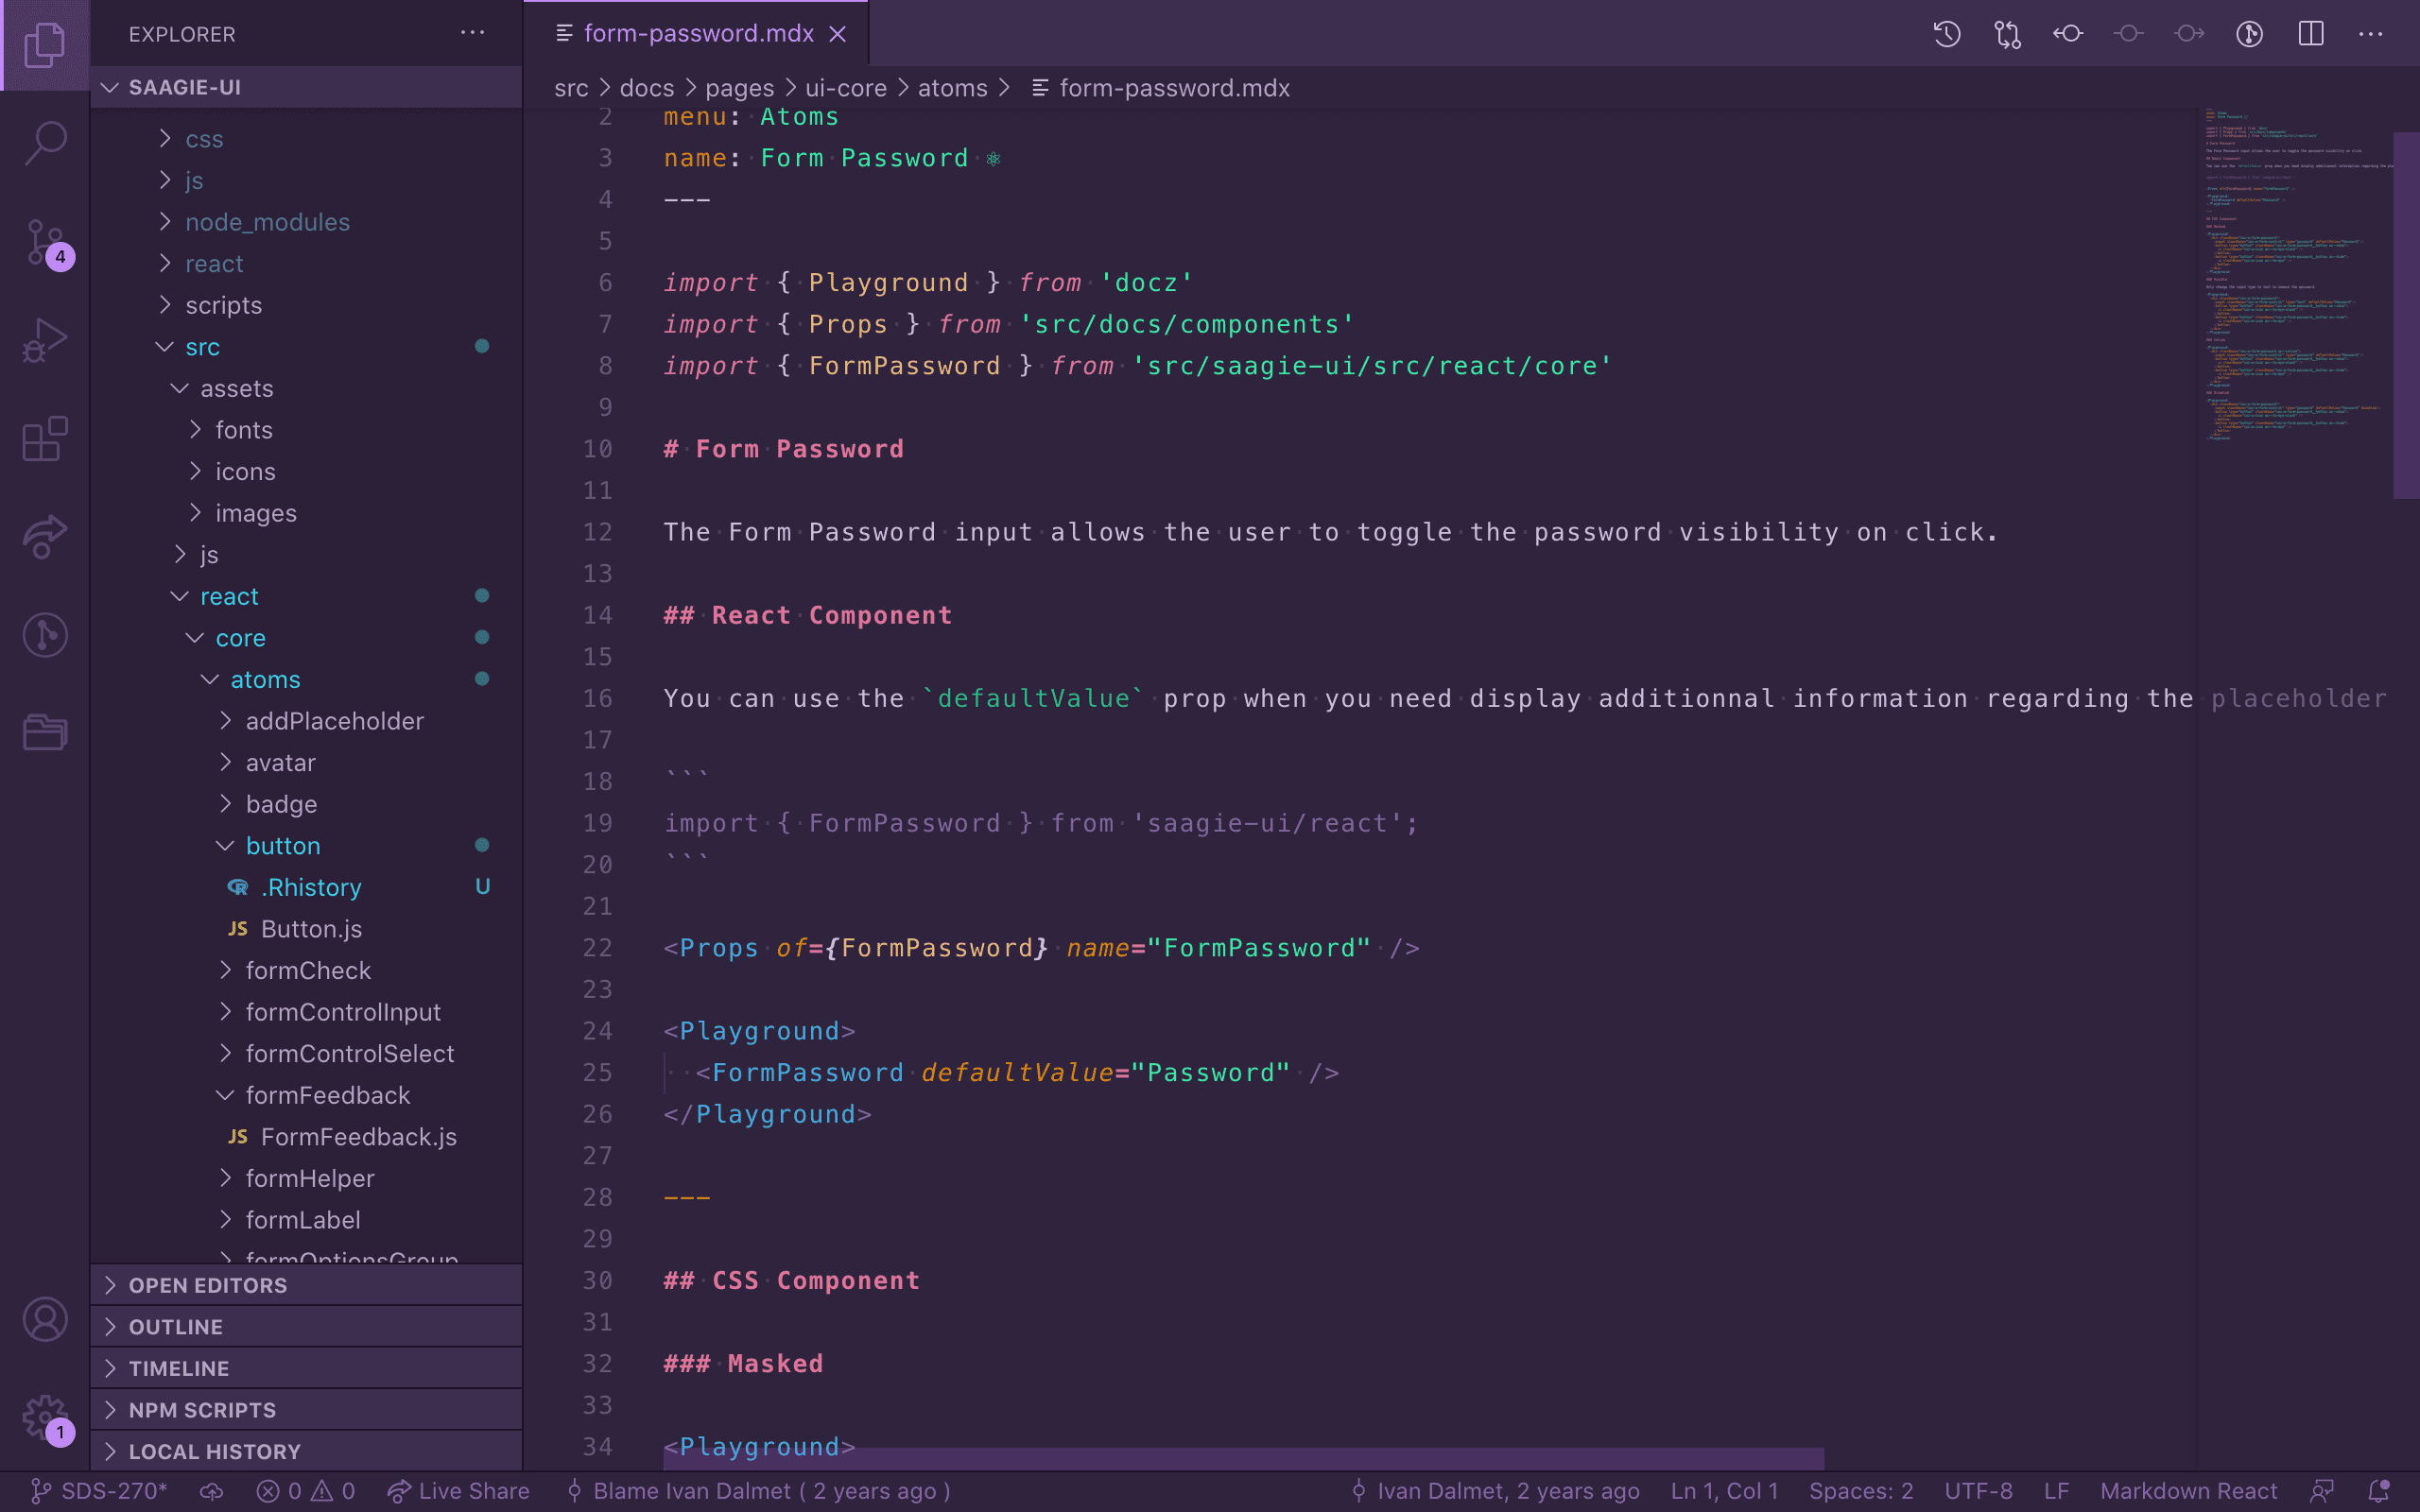 EXPLORER
SAAGIE-UI
css
js
node_modules
react
scripts
src
assets
fonts
icons
images
js
react
core
atoms
addPlaceholder
avatar
badge
button
.Rhistory U
JS Button.js
formCheck
formControlInput
formControlSelect
formFeedback
JS FormFeedback.js
formHelper
formLabel
formOptionsGroup
OPEN EDITORS
OUTLINE
TIMELINE
NPM SCRIPTS
LOCAL HISTORY
4
1
form-password.mdx
src > docs > pages > ui-core > atoms > form-password.mdx
2 menu: Atoms
3 name: Form Password ⚛
4 ---
5
6 import { Playground } from 'docz'
7 import { Props } from 'src/docs/components'
8 import { FormPassword } from 'src/saagie-ui/src/react/core'
9
10 # Form Password
11
12 The Form Password input allows the user to toggle the password visibility on click.
13
14 ## React Component
15
16 You can use the `defaultValue` prop when you need display additionnal information regarding the placeholder
17
18 ```
19 import { FormPassword } from 'saagie-ui/react';
20 ```
21
22 <Props of={FormPassword} name="FormPassword" />
23
24 <Playground>
25   <FormPassword defaultValue="Password" />
26 </Playground>
27
28 ---
29
30 ## CSS Component
31
32 ### Masked
33
34 <Playground>
SDS-270* 0 0 Live Share Blame Ivan Dalmet ( 2 years ago ) Ivan Dalmet, 2 years ago Ln 1, Col 1 Spaces: 2 UTF-8 LF Markdown React